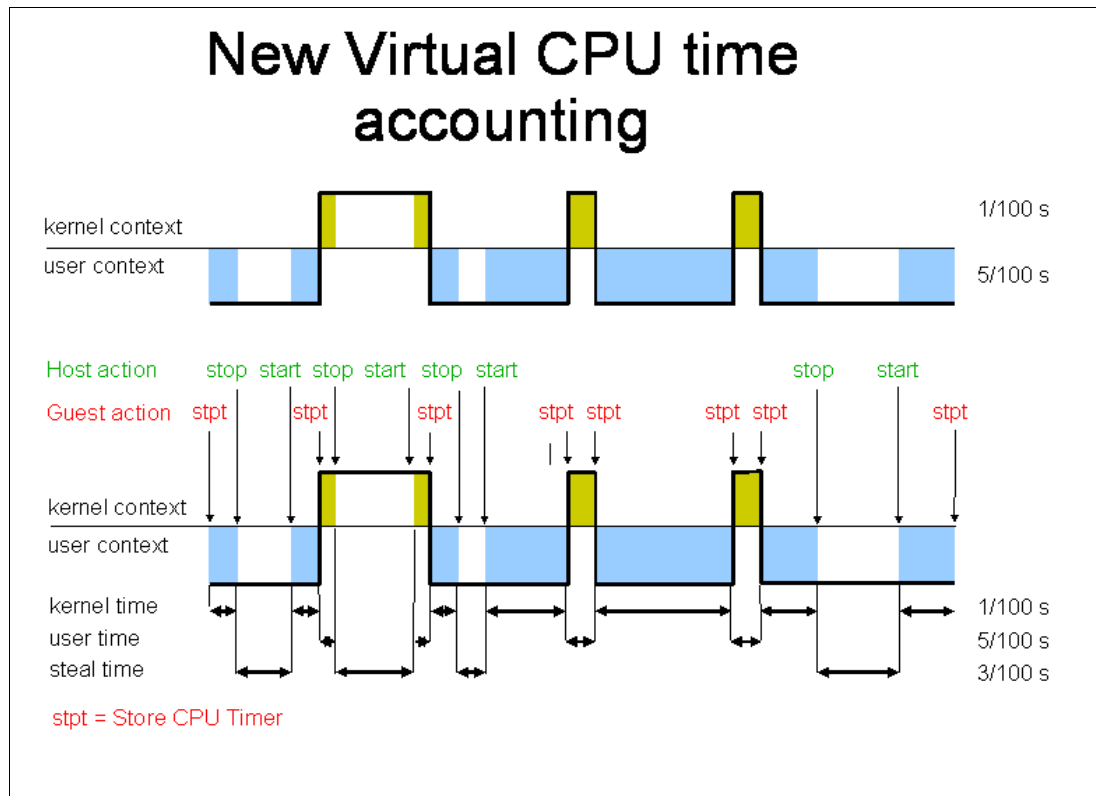 New Virtual CPU time
accounting
kernel context
1/100 s
user context
5/100 s
Host action stop start stop start stop start stop start
Guest action stpt stpt stpt stpt stpt stpt stpt stpt
kernel context
user context
kernel time 1/100 s
user time 5/100 s
steal time 3/100 s
stpt = Store CPU Timer